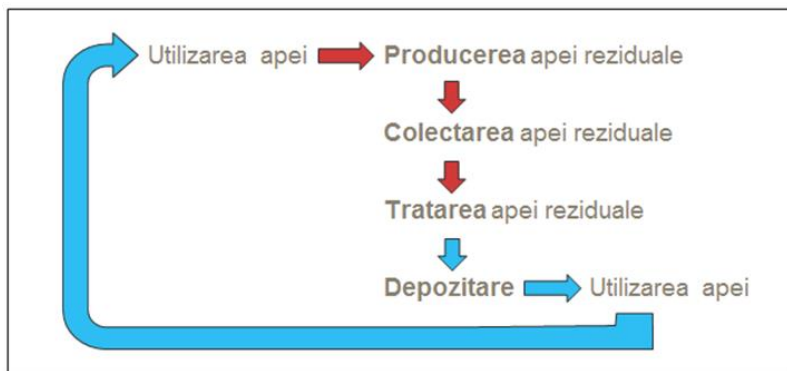 Utilizarea apei Producerea apei reziduale
Colectarea apei reziduale
Tratarea apei reziduale
Depozitare Utilizarea apei